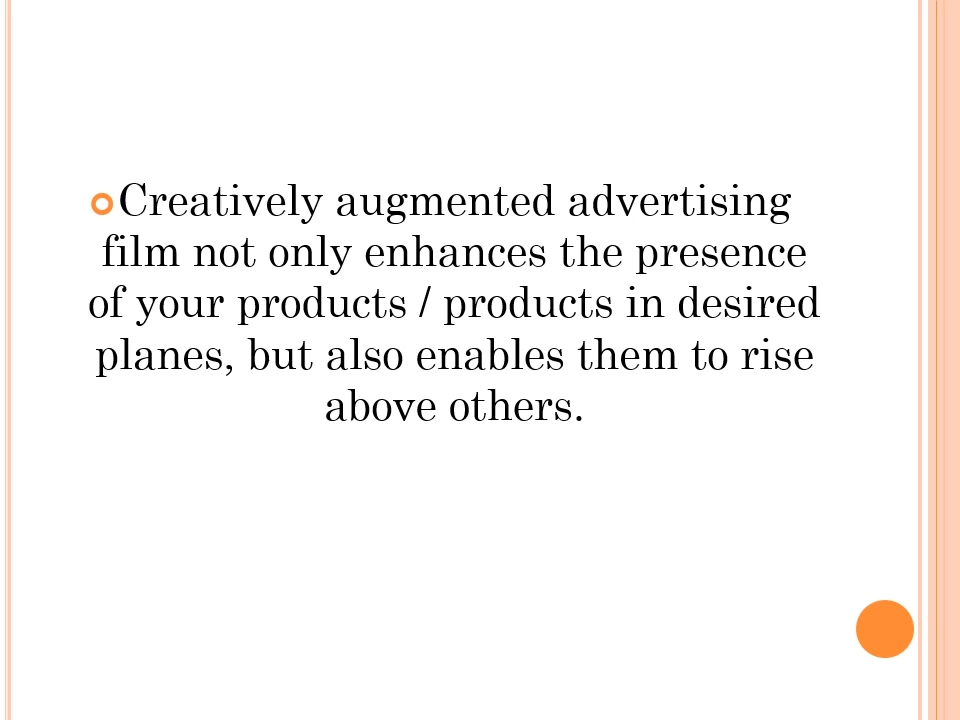 Creatively augmented advertising
film not only enhances the presence
of your products / products in desired
planes, but also enables them to rise
above others.